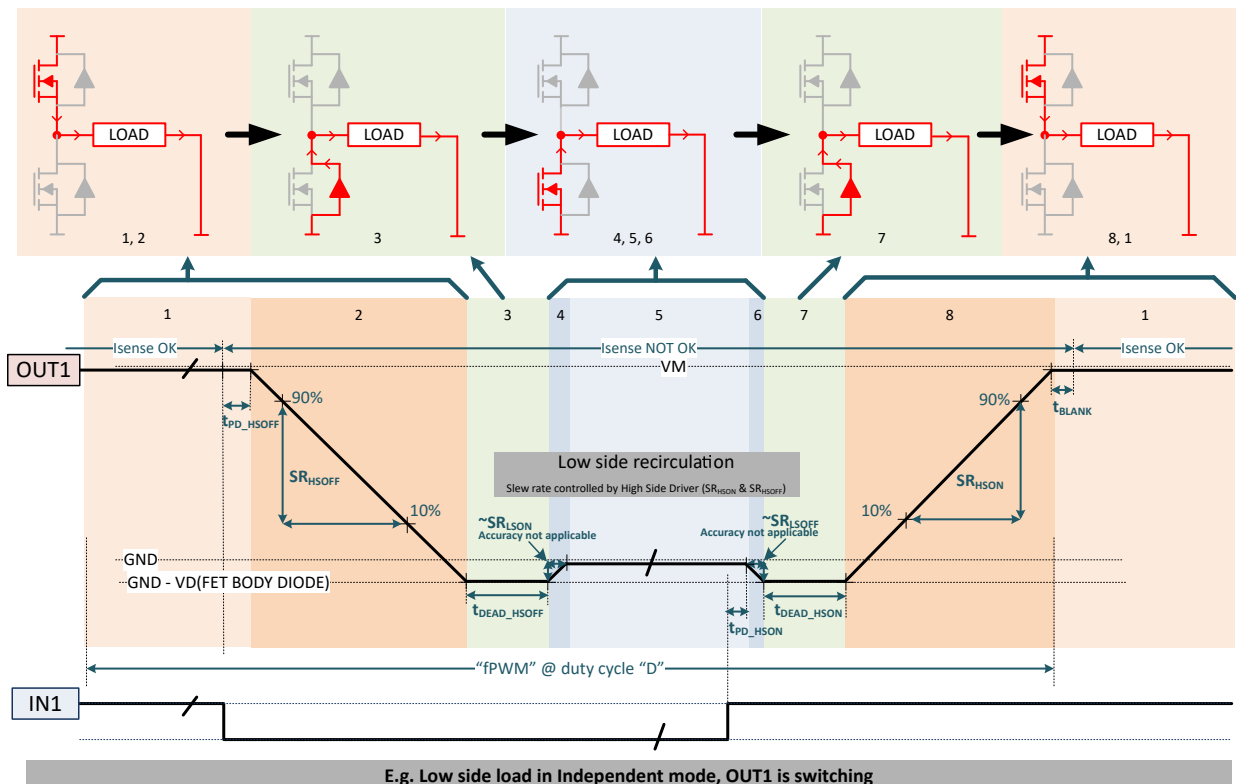 LOAD
LOAD
LOAD
LOAD
LOAD
1, 2
3
4, 5, 6
7
8, 1
1
2
3
4
5
6
7
8
1
Isense OK
Isense NOT OK
Isense OK
OUT1
VM
90%
90%
tPD_HSOFF
tBLANK
SRHSOFF
Low side recirculation
Slew rate controlled by High Side Driver (SRHSON & SRHSOFF)
SRHSON
10%
10%
~SRLSON
Accuracy not applicable
~SRLSOFF
Accuracy not applicable
GND
GND - VD(FET BODY DIODE)
tDEAD_HSOFF
tDEAD_HSON
tPD_HSON
"fPWM" @ duty cycle "D"
IN1
E.g. Low side load in Independent mode, OUT1 is switching